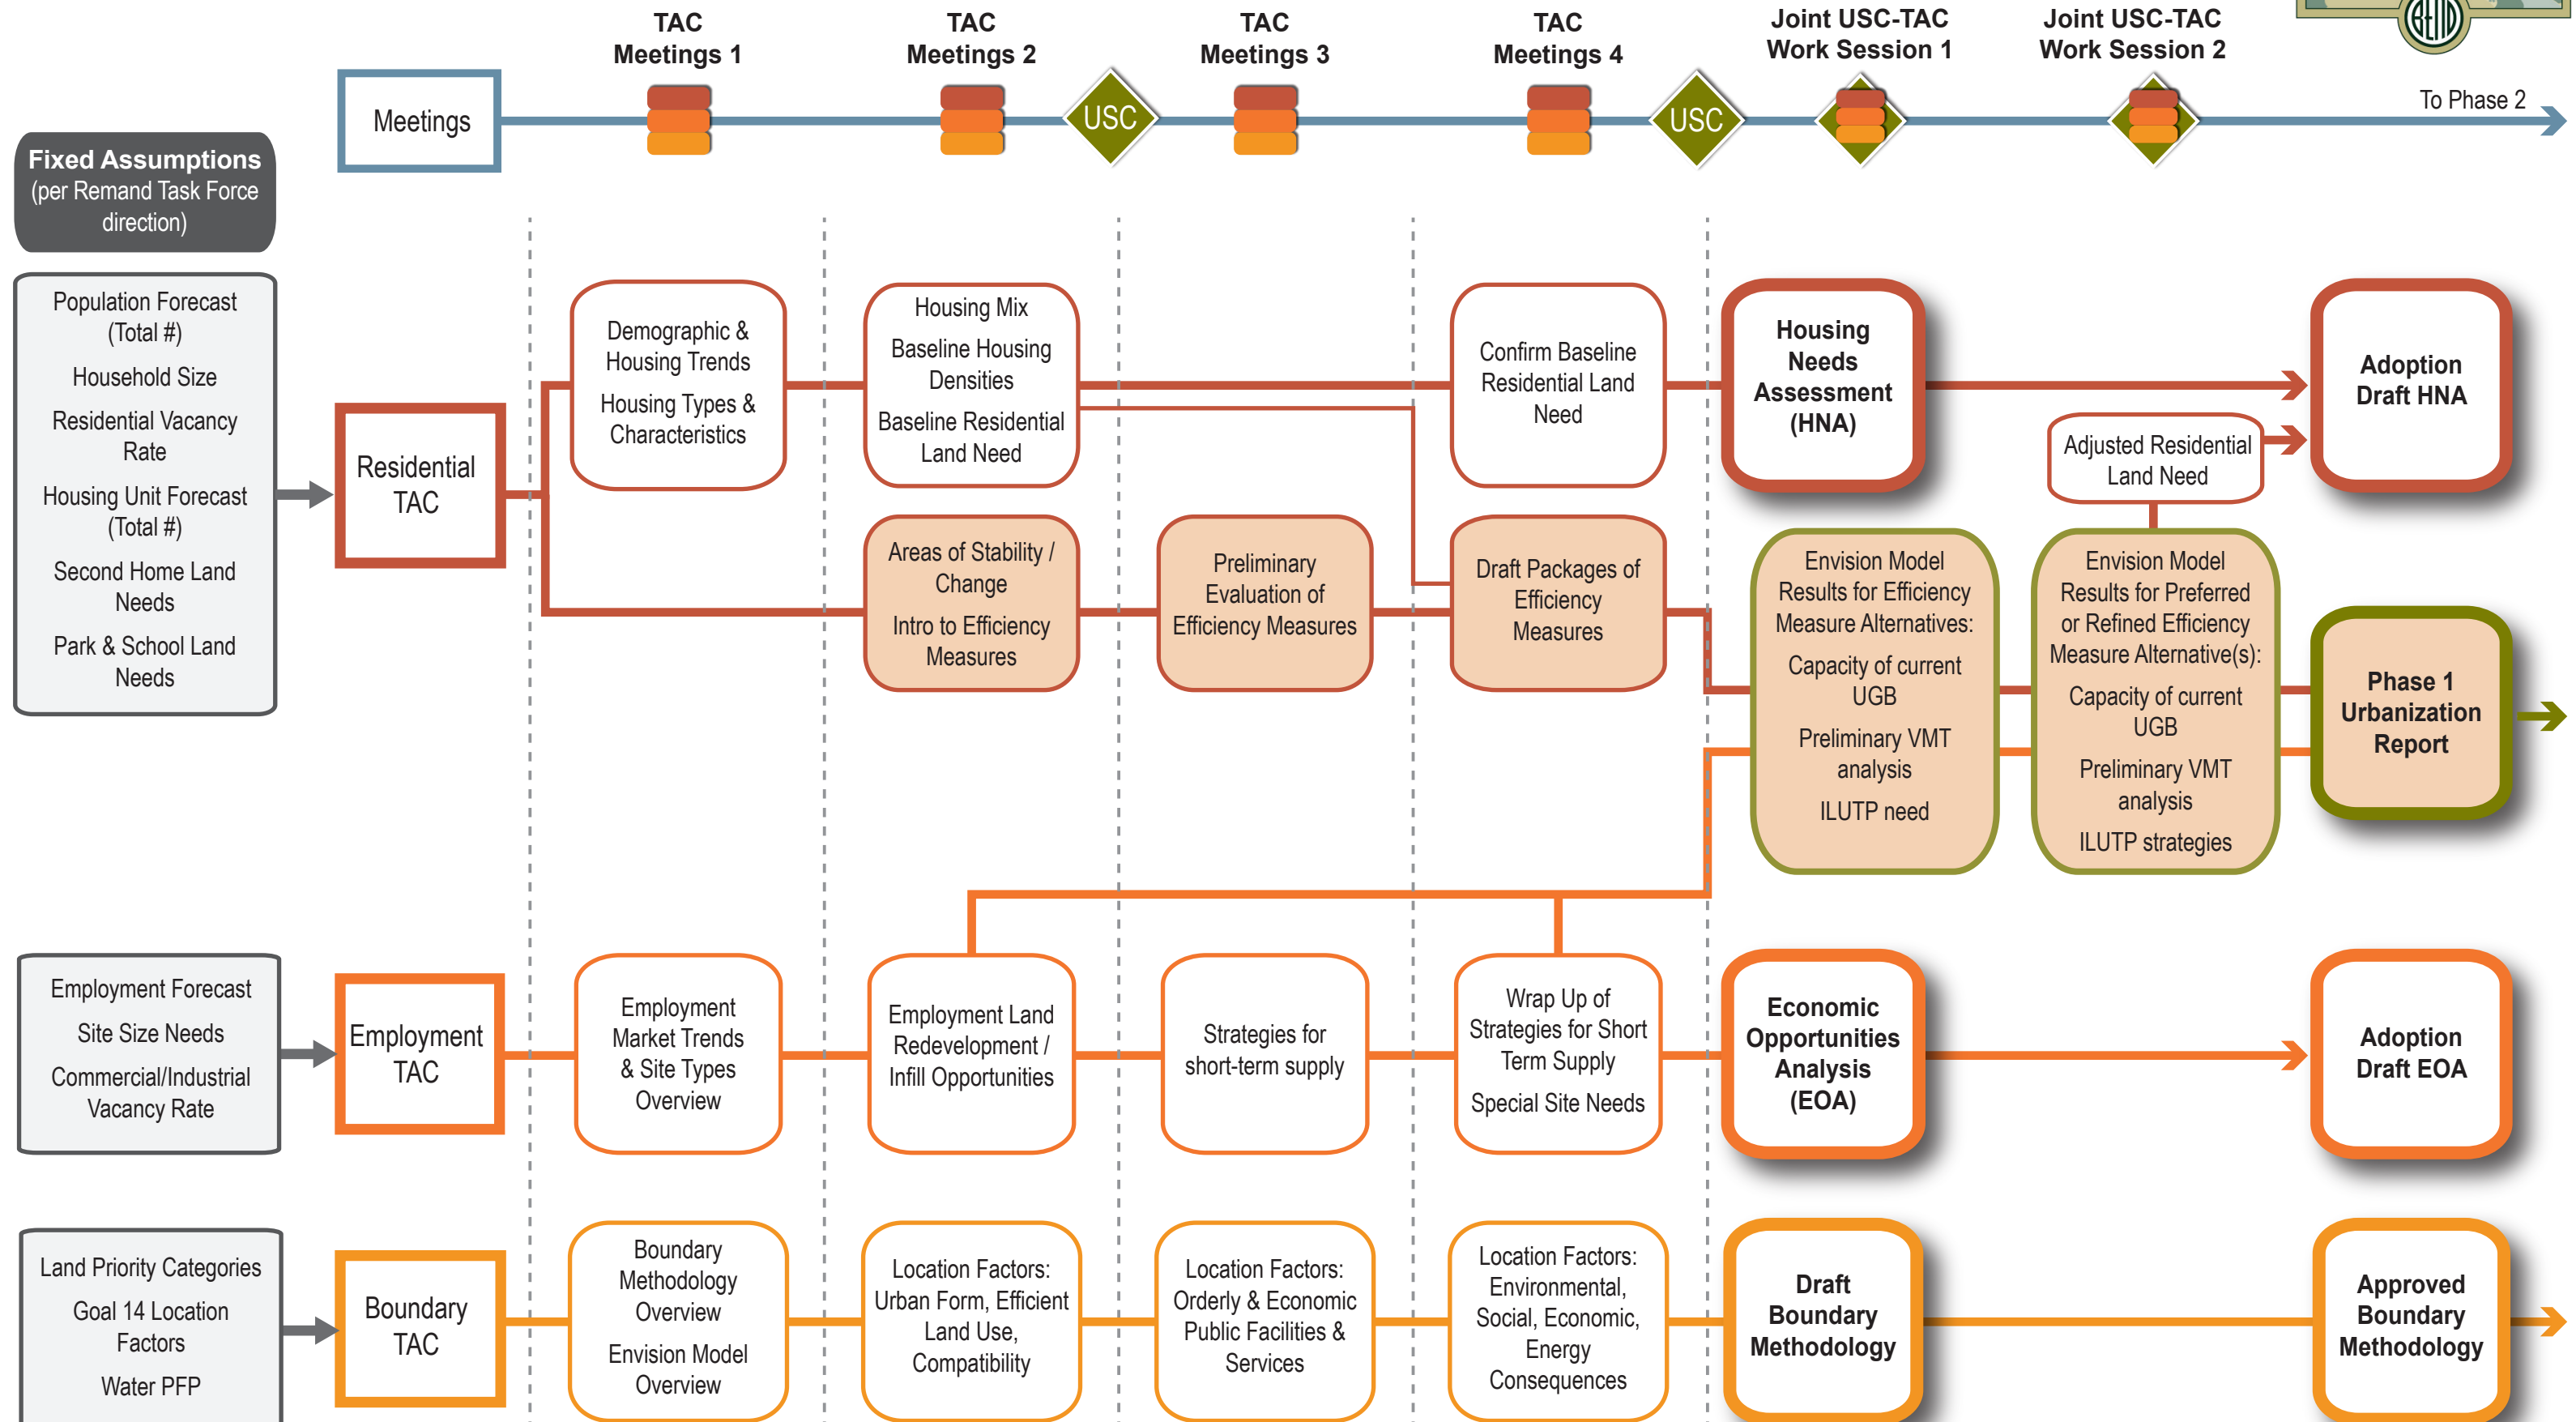 TAC
Meetings 1
TAC
Meetings 2
TAC
Meetings 3
TAC
Meetings 4
Joint USC-TAC
Work Session 1
Joint USC-TAC
Work Session 2
BEND
Meetings
USC
USC
To Phase 2
Fixed Assumptions
(per Remand Task Force
direction)
Population Forecast
(Total #)
Household Size
Residential Vacancy
Rate
Housing Unit Forecast
(Total #)
Second Home Land
Needs
Park & School Land
Needs
Residential
TAC
Demographic &
Housing Trends
Housing Types &
Characteristics
Housing Mix
Baseline Housing
Densities
Baseline Residential
Land Need
Confirm Baseline
Residential Land
Need
Housing
Needs
Assessment
(HNA)
Adoption
Draft HNA
Adjusted Residential
Land Need
Areas of Stability /
Change
Intro to Efficiency
Measures
Preliminary
Evaluation of
Efficiency Measures
Draft Packages of
Efficiency
Measures
Envision Model
Results for Efficiency
Measure Alternatives:
Capacity of current
UGB
Preliminary VMT
analysis
ILUTP need
Envision Model
Results for Preferred
or Refined Efficiency
Measure Alternative(s):
Capacity of current
UGB
Preliminary VMT
analysis
ILUTP strategies
Phase 1
Urbanization
Report
Employment Forecast
Site Size Needs
Commercial/Industrial
Vacancy Rate
Employment
TAC
Employment
Market Trends
& Site Types
Overview
Employment Land
Redevelopment /
Infill Opportunities
Strategies for
short-term supply
Wrap Up of
Strategies for Short
Term Supply
Special Site Needs
Economic
Opportunities
Analysis
(EOA)
Adoption
Draft EOA
Land Priority Categories
Goal 14 Location
Factors
Water PFP
Boundary
TAC
Boundary
Methodology
Overview
Envision Model
Overview
Location Factors:
Urban Form, Efficient
Land Use,
Compatibility
Location Factors:
Orderly & Economic
Public Facilities &
Services
Location Factors:
Environmental,
Social, Economic,
Energy
Consequences
Draft
Boundary
Methodology
Approved
Boundary
Methodology